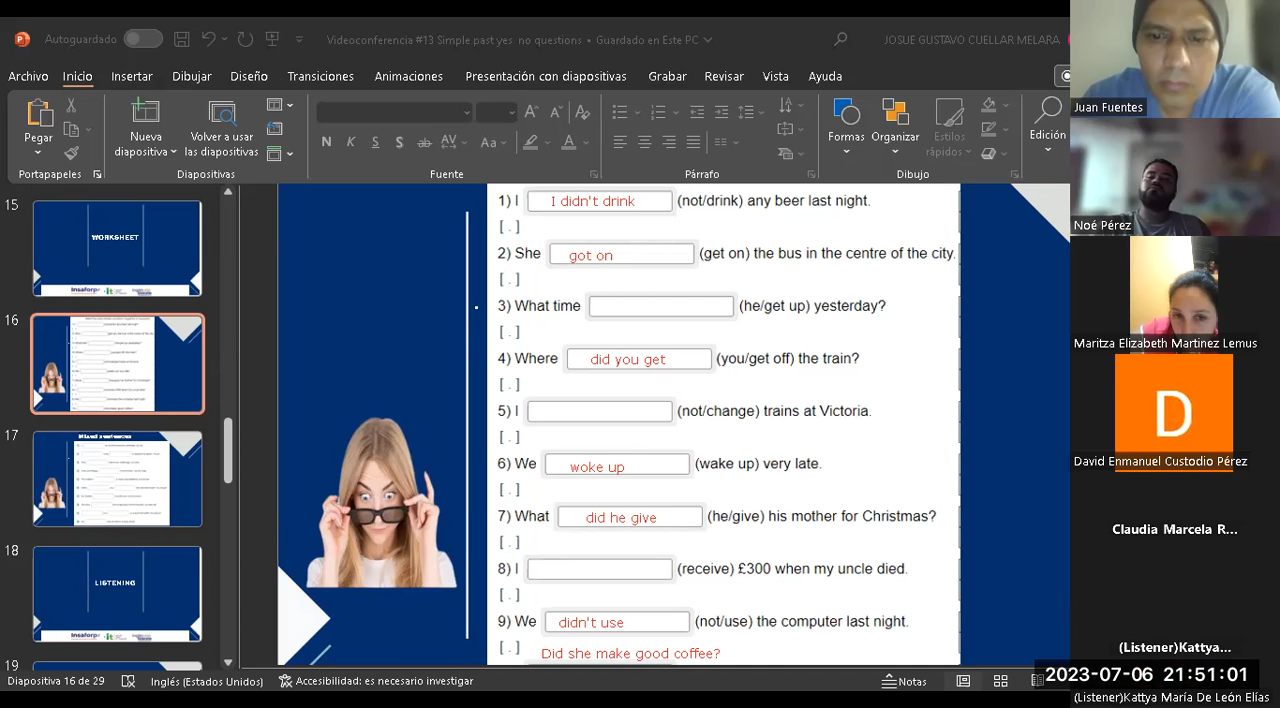 Autoguardado
Videoconferencia #13 Simple past yes no questions • Guardado en Este PC
JOSUE GUSTAVO CUELLAR MELARA
Archivo Inicio Insertar Dibujar Diseño Transiciones Animaciones Presentación con diapositivas Grabar Revisar Vista Ayuda
Pegar
Nueva diapositiva
Volver a usar las diapositivas
Formas
Organizar
Estilos rápidos
Edición
Portapapeles
Diapositivas
Fuente
Párrafo
Dibujo
15
WORKSHEET
Insaforp
16
17
Mixed sentences
18
LISTENING
Insaforp
19
1) I I didn't drink (not/drink) any beer last night.
[ . ]
2) She got on (get on) the bus in the centre of the city.
[ . ]
3) What time (he/get up) yesterday?
[ . ]
4) Where did you get (you/get off) the train?
[ . ]
5) I (not/change) trains at Victoria.
[ . ]
6) We woke up (wake up) very late.
[ . ]
7) What did he give (he/give) his mother for Christmas?
[ . ]
8) I (receive) £300 when my uncle died.
[ . ]
9) We didn't use (not/use) the computer last night.
[ . ]
Did she make good coffee?
Diapositiva 16 de 29
Inglés (Estados Unidos)
Accesibilidad: es necesario investigar
Notas
Juan Fuentes
Noé Pérez
Maritza Elizabeth Martinez Lemus
D
David Enmanuel Custodio Pérez
Claudia Marcela R...
(Listener)Kattya...
2023-07-06 21:51:01
(Listener)Kattya María De León Elías